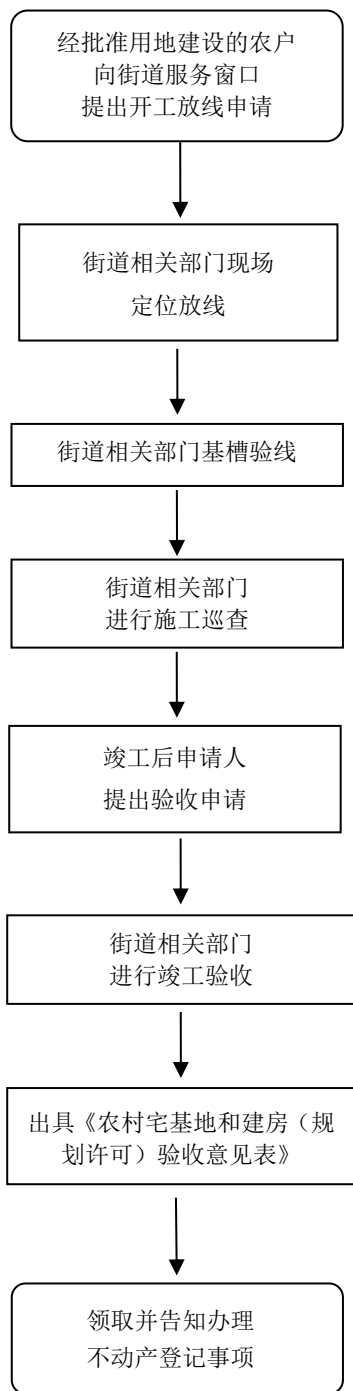 经批准用地建设的农户
向街道服务窗口
提出开工放线申请
街道相关部门现场
定位放线
街道相关部门基槽验线
街道相关部门
进行施工巡查
竣工后申请人
提出验收申请
街道相关部门
进行竣工验收
出具《农村宅基地和建房（规
划许可）验收意见表》
领取并告知办理
不动产登记事项